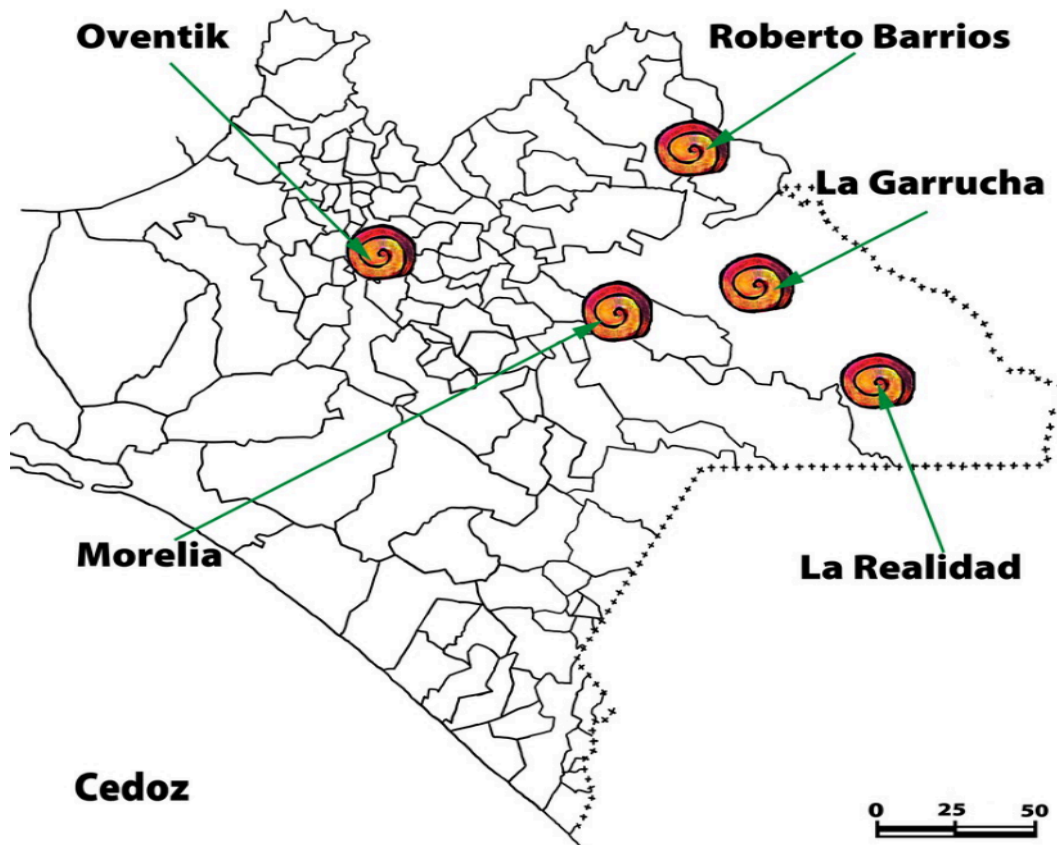 Oventik
Roberto Barrios
La Garrucha
Morelia
La Realidad
Cedoz
0 25 50